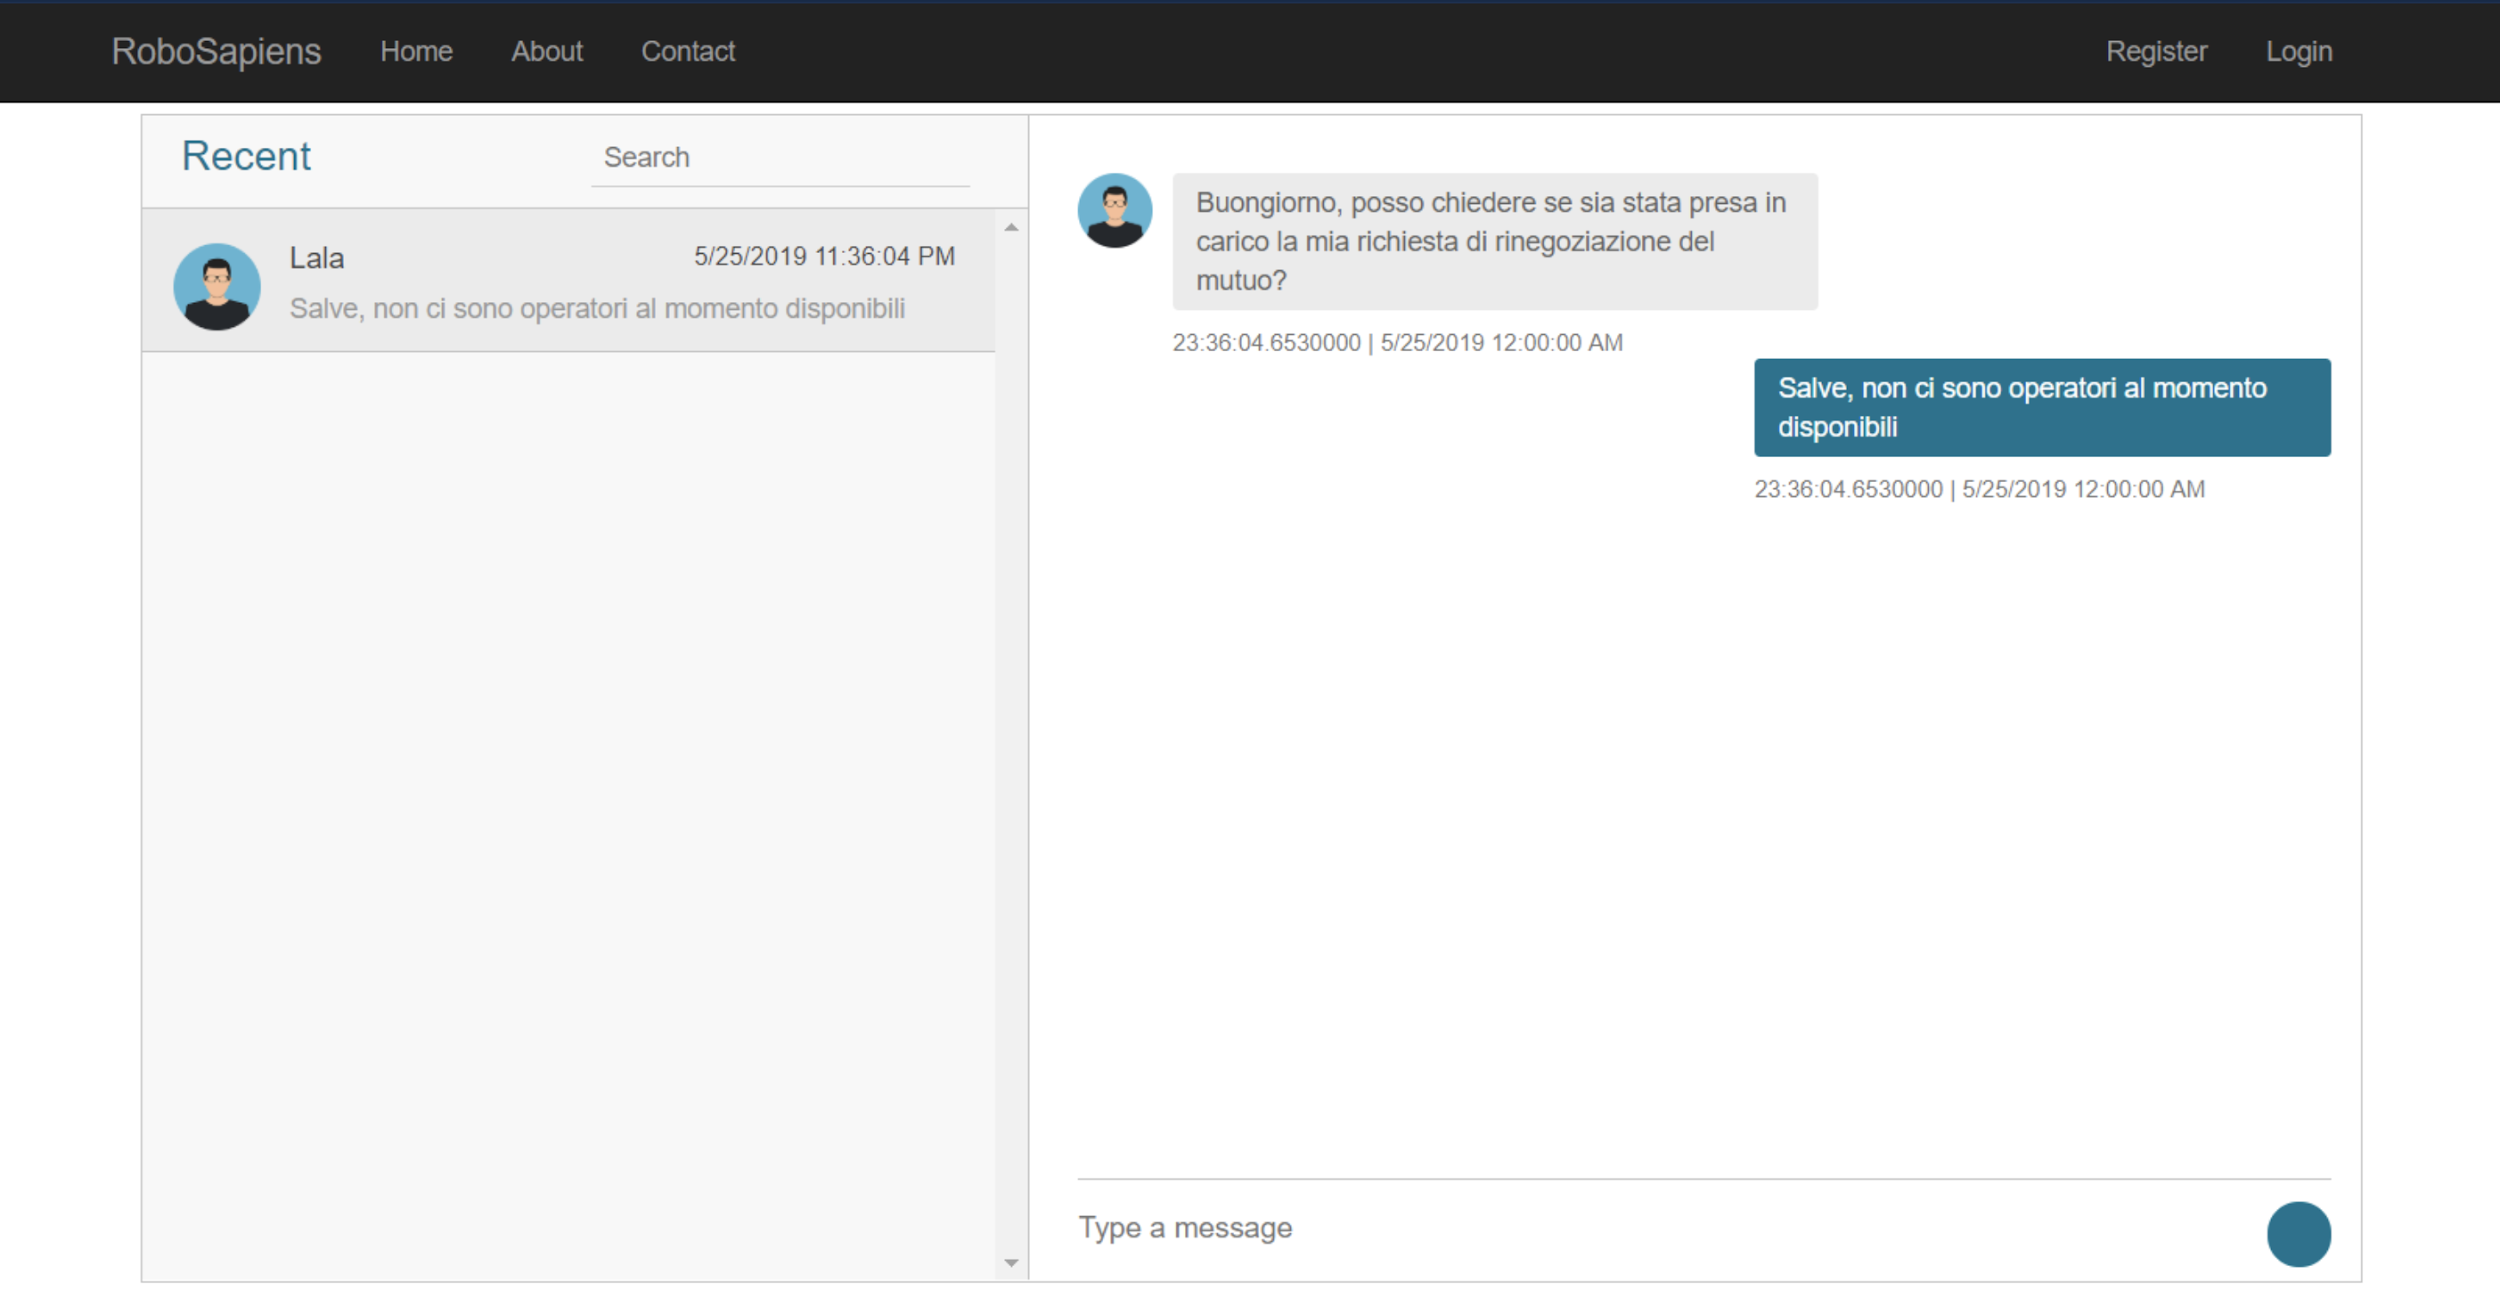 RoboSapiens Home About Contact Register Login
Recent Search
Lala 5/25/2019 11:36:04 PM
Salve, non ci sono operatori al momento disponibili
Buongiorno, posso chiedere se sia stata presa in
carico la mia richiesta di rinegoziazione del
mutuo?
23:36:04.6530000 | 5/25/2019 12:00:00 AM
Salve, non ci sono operatori al momento
disponibili
23:36:04.6530000 | 5/25/2019 12:00:00 AM
Type a message